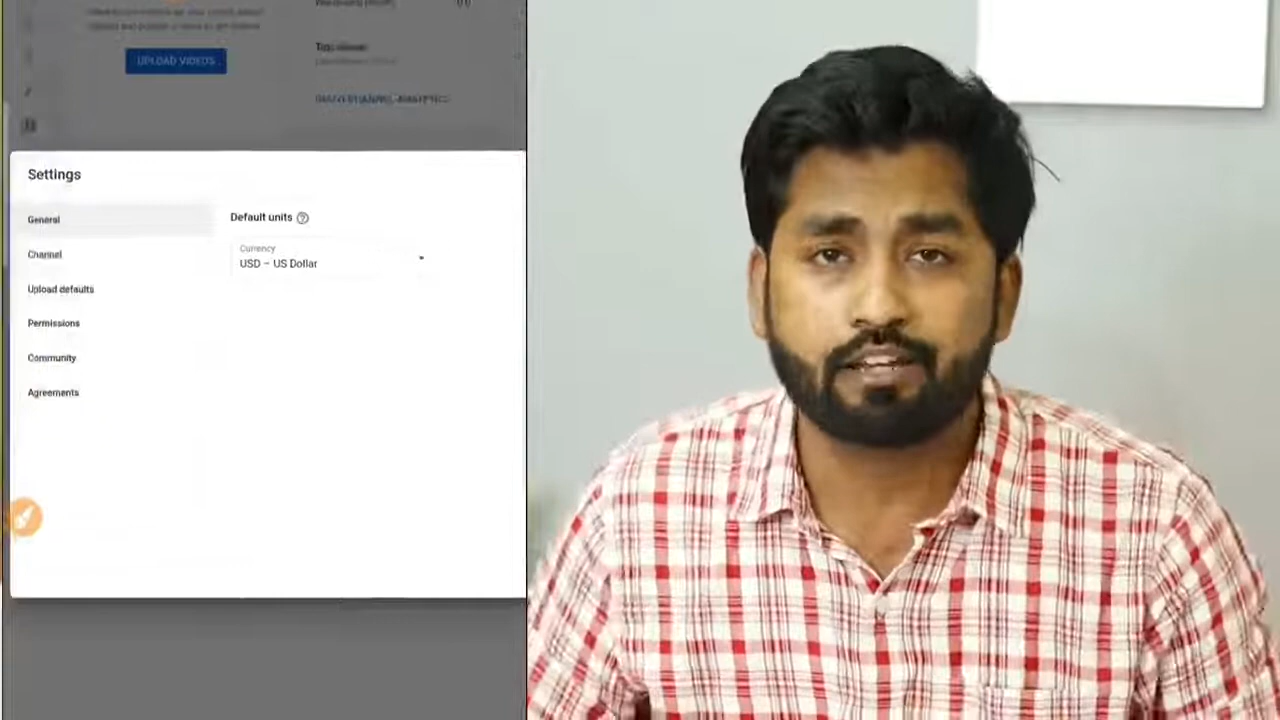 UPLOAD VIDEOS
Settings
General
Default units
Channel
Currency
USD – US Dollar
Upload defaults
Permissions
Community
Agreements